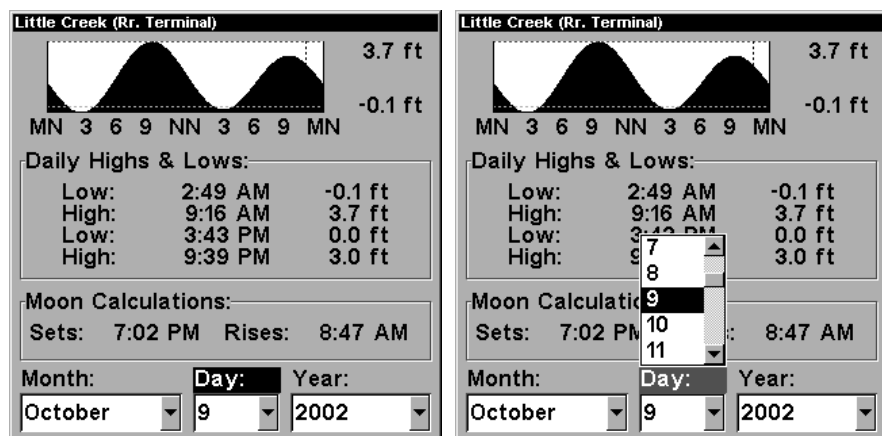 Little Creek (Rr. Terminal)
3.7 ft
-0.1 ft
MN 3 6 9 NN 3 6 9 MN
Daily Highs & Lows:
Low: 2:49 AM -0.1 ft
High: 9:16 AM 3.7 ft
Low: 3:43 PM 0.0 ft
High: 9:39 PM 3.0 ft
Moon Calculations:
Sets: 7:02 PM Rises: 8:47 AM
Month: Day: Year:
October 9 2002
Little Creek (Rr. Terminal)
3.7 ft
-0.1 ft
MN 3 6 9 NN 3 6 9 MN
Daily Highs & Lows:
Low: 2:49 AM -0.1 ft
High: 9:16 AM 3.7 ft
Low: 3:43 PM 0.0 ft
High: 3.0 ft
7
8
9
10
11
Moon
Sets: 7:02 8:47 AM
Month: Day: Year:
October 9 2002